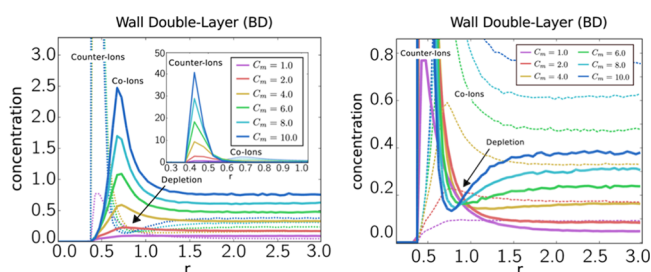 Wall Double-Layer (BD)
concentration
3.0
2.5
2.0
1.5
1.0
0.5
0.0
Counter-Ions
Co-Ions
Depletion
50
40
30
20
10
0
Counter-Ions
Co-Ions
0.3 0.4 0.5 0.6 0.7 0.8 0.9 1.0
r
C_m = 1.0
C_m = 2.0
C_m = 4.0
C_m = 6.0
C_m = 8.0
C_m = 10.0
0.0 0.5 1.0 1.5 2.0 2.5 3.0
r
Wall Double-Layer (BD)
concentration
0.8
0.6
0.4
0.2
0.0
Counter-Ions
Co-Ions
Depletion
C_m = 1.0 C_m = 6.0
C_m = 2.0 C_m = 8.0
C_m = 4.0 C_m = 10.0
0.5 1.0 1.5 2.0 2.5 3.0
r